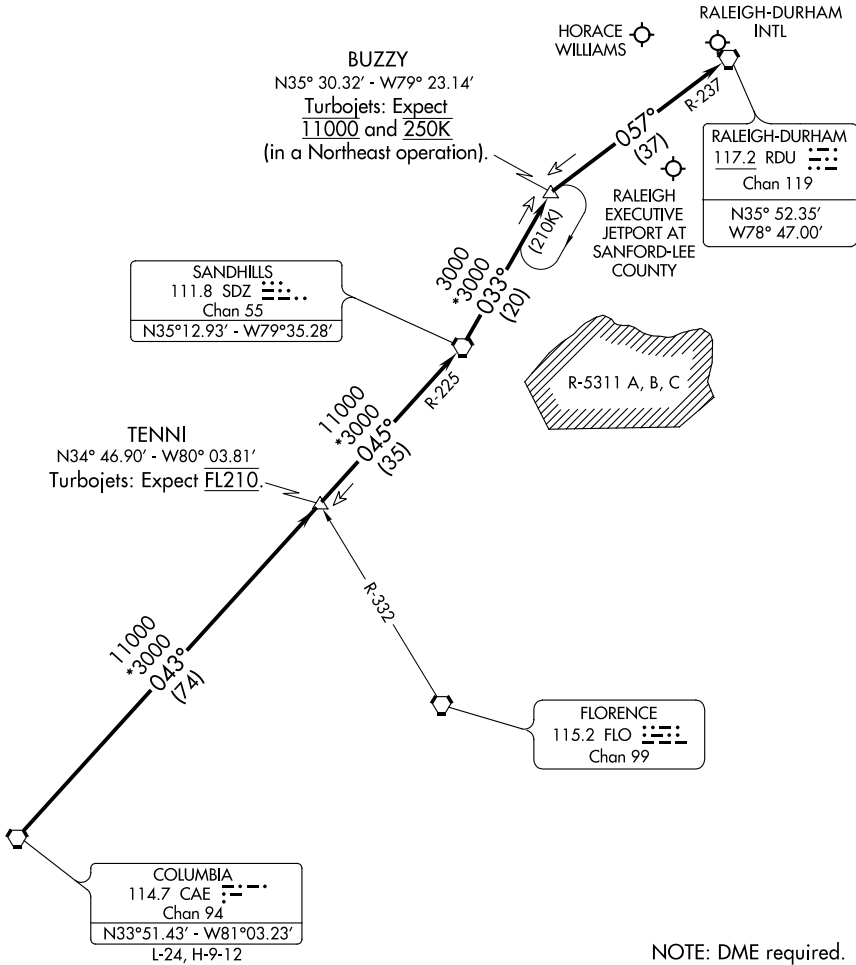 HORACE
WILLIAMS
RALEIGH-DURHAM
INTL
BUZZY
N35° 30.32' - W79° 23.14'
Turbojets: Expect
11000 and 250K
(in a Northeast operation).
R-237
057°
(37)
RALEIGH-DURHAM
117.2 RDU
Chan 119
N35° 52.35'
W78° 47.00'
RALEIGH
EXECUTIVE
JETPORT AT
SANFORD-LEE
COUNTY
(210K)
3000
*3000
033°
(20)
SANDHILLS
111.8 SDZ
Chan 55
N35°12.93' - W79°35.28'
R-5311 A, B, C
R-225
11000
*3000
045°
(35)
TENNI
N34° 46.90' - W80° 03.81'
Turbojets: Expect FL210.
R-332
11000
*3000
043°
(74)
FLORENCE
115.2 FLO
Chan 99
COLUMBIA
114.7 CAE
Chan 94
N33°51.43' - W81°03.23'
L-24, H-9-12
NOTE: DME required.